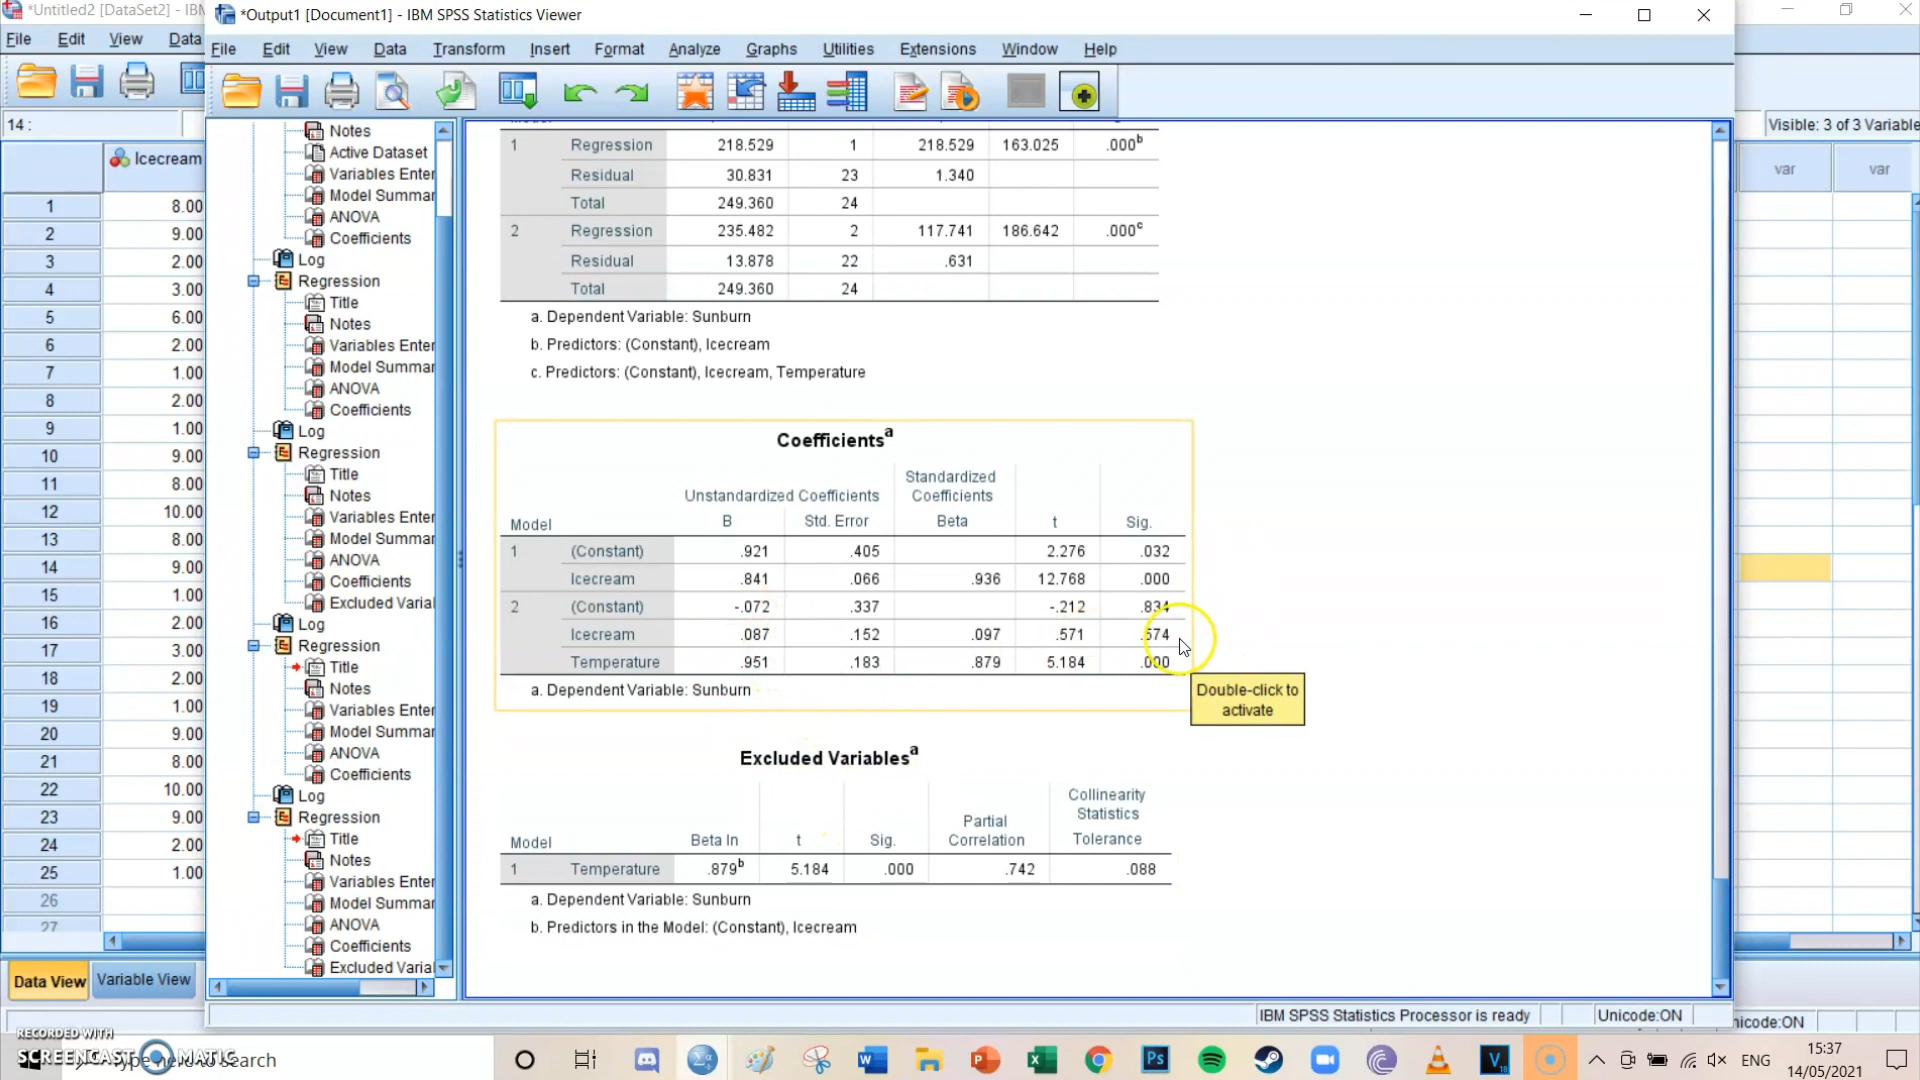 *Untitled2 [DataSet2] - IB
*Output1 [Document1] - IBM SPSS Statistics Viewer
File Edit View Data
File Edit View Data Transform Insert Format Analyze Graphs Utilities Extensions Window Help
14 :
Visible: 3 of 3 Variable
Icecream
var var
1 8.00
2 9.00
3 2.00
4 3.00
5 6.00
6 2.00
7 1.00
8 2.00
9 1.00
10 9.00
11 8.00
12 10.00
13 8.00
14 9.00
15 1.00
16 2.00
17 3.00
18 2.00
19 1.00
20 9.00
21 8.00
22 10.00
23 9.00
24 2.00
25 1.00
26
27
Data View Variable View
Notes
Active Dataset
Variables Enter
Model Summar
ANOVA
Coefficients
Log
Regression
Title
Notes
Variables Enter
Model Summar
ANOVA
Coefficients
Log
Regression
Title
Notes
Variables Enter
Model Summar
ANOVA
Coefficients
Excluded Varial
Log
Regression
Title
Notes
Variables Enter
Model Summar
ANOVA
Coefficients
Log
Regression
Title
Notes
Variables Enter
Model Summar
ANOVA
Coefficients
Excluded Varial
1 Regression 218.529 1 218.529 163.025 .000b
Residual 30.831 23 1.340
Total 249.360 24
2 Regression 235.482 2 117.741 186.642 .000c
Residual 13.878 22 .631
Total 249.360 24
a. Dependent Variable: Sunburn
b. Predictors: (Constant), Icecream
c. Predictors: (Constant), Icecream, Temperature
Coefficientsa
Standardized
Unstandardized Coefficients Coefficients
Model B Std. Error Beta t Sig.
1 (Constant) .921 .405 2.276 .032
Icecream .841 .066 .936 12.768 .000
2 (Constant) -.072 .337 -.212 .834
Icecream .087 .152 .097 .571 .574
Temperature .951 .183 .879 5.184 .000
a. Dependent Variable: Sunburn
Double-click to
activate
Excluded Variablesa
Collinearity
Partial Statistics
Model Beta In t Sig. Correlation Tolerance
1 Temperature .879b 5.184 .000 .742 .088
a. Dependent Variable: Sunburn
b. Predictors in the Model: (Constant), Icecream
IBM SPSS Statistics Processor is ready Unicode:ON
nicode:ON
RECORDED WITH
SCREENCAST MATIC
Type here to search
ENG
15:37
14/05/2021